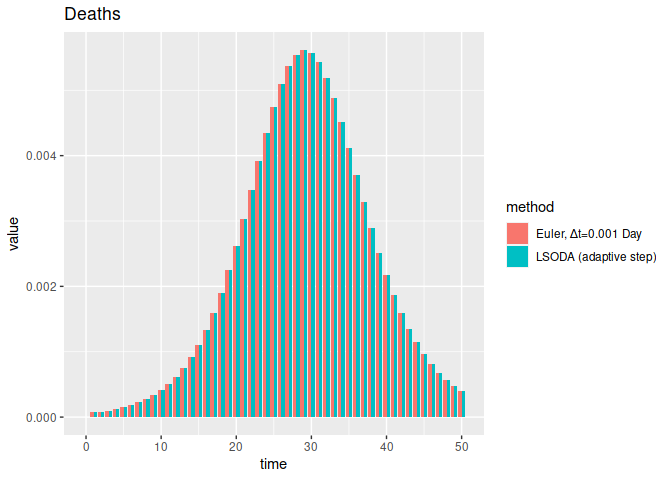 Deaths
value
0.004
0.002
0.000
0 10 20 30 40 50
time
method
Euler, Δt=0.001 Day
LSODA (adaptive step)